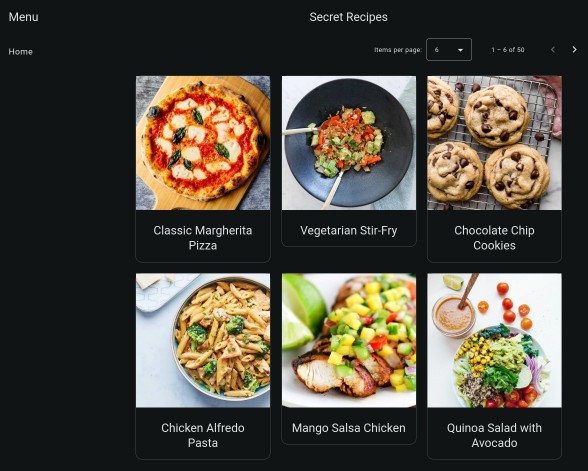 Menu
Secret Recipes
Home
Items per page:
6
1 – 6 of 50
Classic Margherita
Pizza
Vegetarian Stir-Fry
Chocolate Chip
Cookies
Chicken Alfredo
Pasta
Mango Salsa Chicken
Quinoa Salad with
Avocado